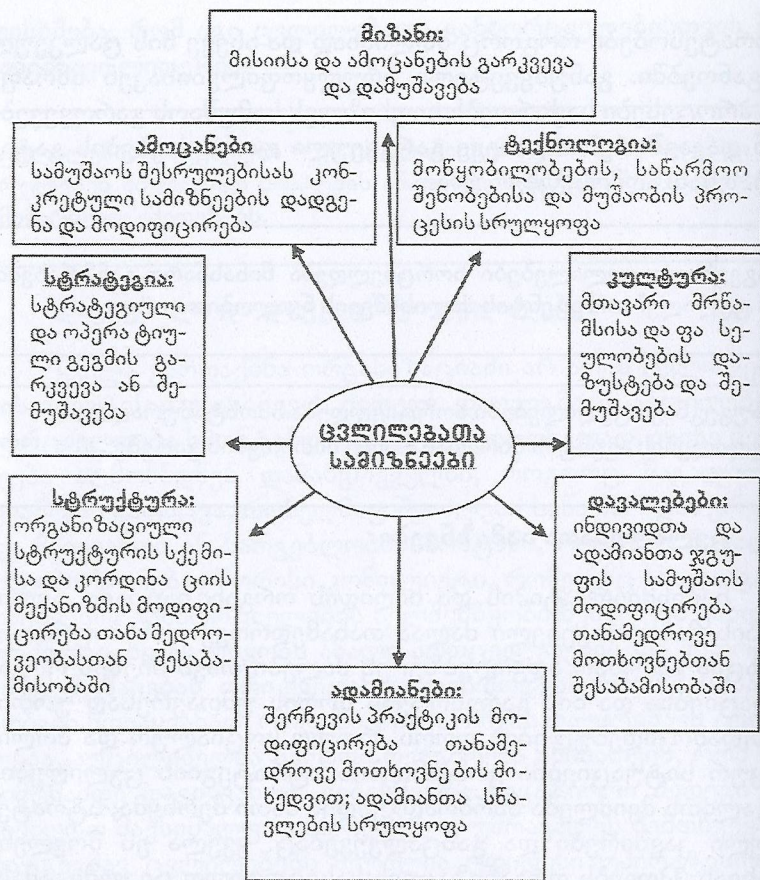 მიზანი:
მისიისა და ამოცანების გარკვევა
და დამუშავება
ამოცანები
სამუშაოს შესრულებისას კონ-
კრეტული სამიზნეების დადგე-
ნა და მოდიფიცირება
ტექნოლოგია:
მოწყობილობების, საწარმოო
შენობებისა და მუშაობის პრო-
ცესის სრულყოფა
სტრატეგია:
სტრატეგიული
და ოპერა ტიუ-
ლი გეგმის გა-
რკვევა ან შე-
მუშავება
კულტურა:
მთავარი მრწა-
მსისა და ფა სე-
ულობების და-
ზუსტება და შე-
მუშავება
ცვლილებათა
სამიზნეები
სტრუქტურა:
ორგანიზაციული
სტრუქტურის სქემი-
სა და კორდინა ციის
მექანიზმის მოდიფი-
ცირება თანამედრო-
ვეობასთან შესაბა-
მისობაში
დავალებები:
ინდივიდთა და
ადამიანთა ჯგუ-
ფის სამუშაოს
მოდიფიცირება
თანამედროვე
მოთხოვნებთან
შესაბამისობაში
ადამიანები:
შერჩევის პრაქტიკის მო-
დიფიცირება თანამე-
დროვე მოთხოვნე ბის მი-
ხედვით; ადამიანთა სწა-
ვლების სრულყოფა